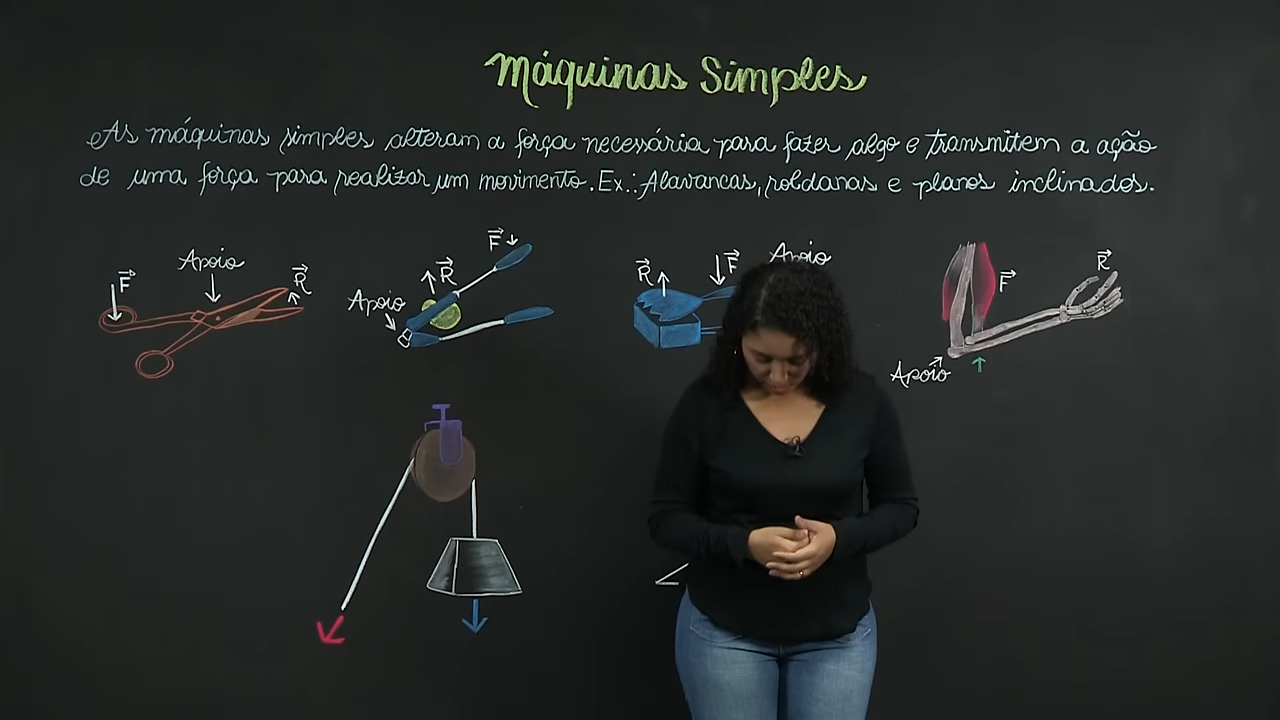 Máquinas Simples
As máquinas simples alteram a força necessária para fazer algo e transmitem a ação
de uma força para realizar um movimento. Ex.: Alavancas, roldanas e planos inclinados.
F Apoio R
Apoio R F
R F Apoio
F R
Apoio